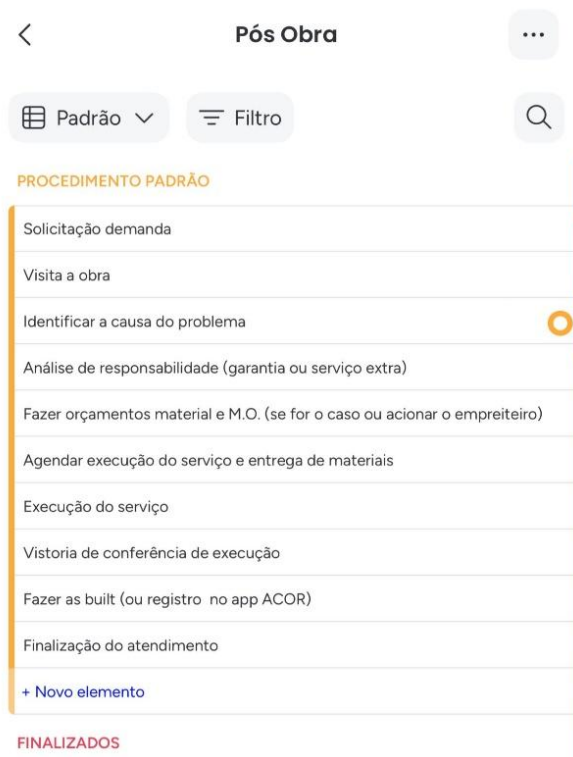 Pós Obra
Padrão
Filtro
PROCEDIMENTO PADRÃO
Solicitação demanda
Visita a obra
Identificar a causa do problema
Análise de responsabilidade (garantia ou serviço extra)
Fazer orçamentos material e M.O. (se for o caso ou acionar o empreiteiro)
Agendar execução do serviço e entrega de materiais
Execução do serviço
Vistoria de conferência de execução
Fazer as built (ou registro  no app ACOR)
Finalização do atendimento
+ Novo elemento
FINALIZADOS